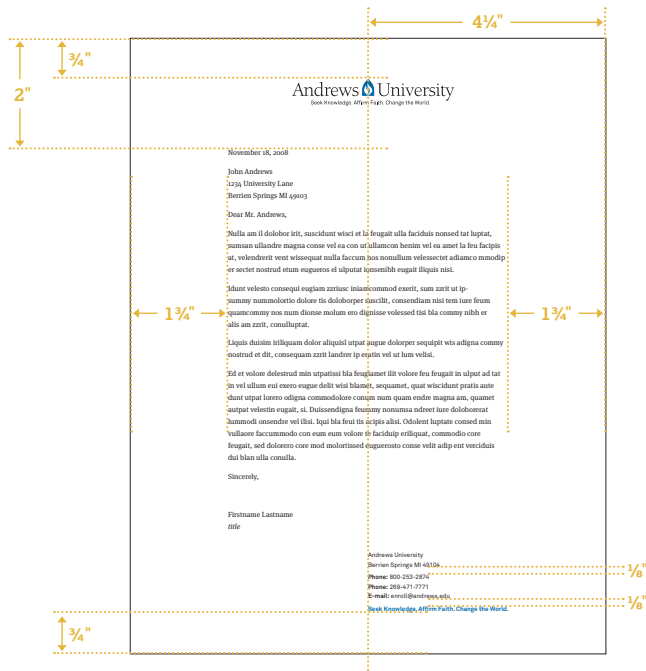 4¼"
¾"
2"
Andrews University
Seek Knowledge. Affirm Faith. Change the World.
November 18, 2008
John Andrews
1234 University Lane
Berrien Springs MI 49103
Dear Mr. Andrews,
Nulla am il dolobor irit, suscidunt wisci et la feugait ulla faciduis nonsed tat luptat,
sumsan ullandre magna conse vel ea con ut ullamcon henim vel ea amet la feu facipis
at, velendrerit vent wissequat nulla faccum nos nonullum velessectet adiamco mmodip
er sectet nostrud etum eugueros el ulputat ionsenibh eugait iliquis nisi.
Idunt velesto consequi eugiam zzriusc iniamcommod exerit, sum zzrit ut ip-
summy nummolortio dolore tis doloborper suscilit, consendiam nisi tem iure feum
quamcommy nos num dionse molum ero dignisse volessed tisi bla commy nibh er
alis am zzrit, conulluptat.
1¾"
1¾"
Liquis duisim iriliquam dolor aliquisl utpat augue dolorper sequipit wis adigna commy
nostrud et dit, consequam zzrit landrer ip eratin vel ut lum velisi.
Ed et volore delestrud min utpatissi bla feugiamet ilit volore feu feugait in ulput ad tat
in vel ullum eui exero eugue delit wisi blamet, sequamet, quat wiscidunt pratis aute
dunt utpat lorero odigna commodolore conum num quam endre magna am, quamet
autpat velestin eugait, si. Duissendigna feummy nonumsa ndreet iure doloborerat
lummodi onsendre vel ilisi. Iqui bla feui tis acipis alisi. Odolent luptate consed min
vullaore faccummodo con eum eum volore te faciduip eriliquat, commodio core
feugait, sed dolorero core mod molortissed euguerosto conse velit adip ent verciduis
dui blan ulla conulla.
Sincerely,
Firstname Lastname
title
Andrews University
Berrien Springs MI 49104
⅛"
Phone: 800-253-2874
Phone: 269-471-7771
E-mail: enroll@andrews.edu
⅛"
Seek Knowledge. Affirm Faith. Change the World.
¾"